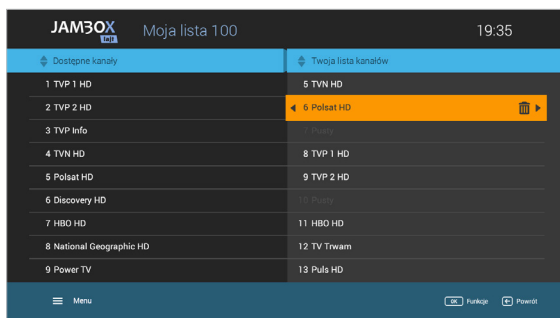 JAMBOX
lajt
Moja lista 100
19:35
Dostępne kanały
1 TVP 1 HD
2 TVP 2 HD
3 TVP Info
4 TVN HD
5 Polsat HD
6 Discovery HD
7 HBO HD
8 National Geographic HD
9 Power TV
Twoja lista kanałów
5 TVN HD
6 Polsat HD
7 Pusty
8 TVP 1 HD
9 TVP 2 HD
10 Pusty
11 HBO HD
12 TV Trwam
13 Puls HD
Menu
OK Funkcje
Powrót